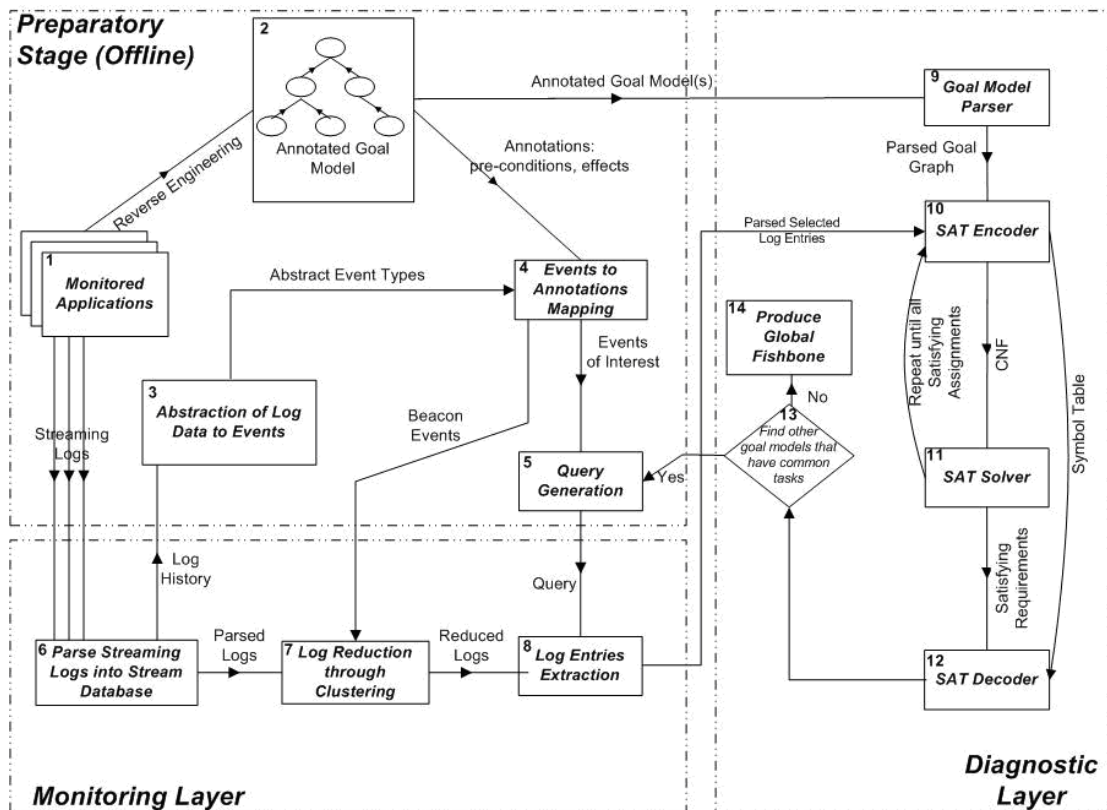 Preparatory
Stage (Offline)
2
Annotated Goal
Model
Annotated Goal Model(s)
9
Goal Model
Parser
Reverse Engineering
Annotations:
pre-conditions, effects
Parsed Goal
Graph
1
Monitored
Applications
Abstract Event Types
4
Events to
Annotations
Mapping
Parsed Selected
Log Entries
10
SAT Encoder
14
Produce
Global
Fishbone
Events
of Interest
Repeat until all
Satisfying
Assignments
CNF
Symbol Table
3
Abstraction of Log
Data to Events
Beacon
Events
No
13
Find other
goal models that
have common
tasks
Streaming
Logs
5
Query
Generation
Yes
11
SAT Solver
Log
History
Query
Satisfying
Requirements
6
Parse Streaming
Logs into Stream
Database
Parsed
Logs
7
Log Reduction
through
Clustering
Reduced
Logs
8
Log Entries
Extraction
12
SAT Decoder
Monitoring Layer
Diagnostic
Layer